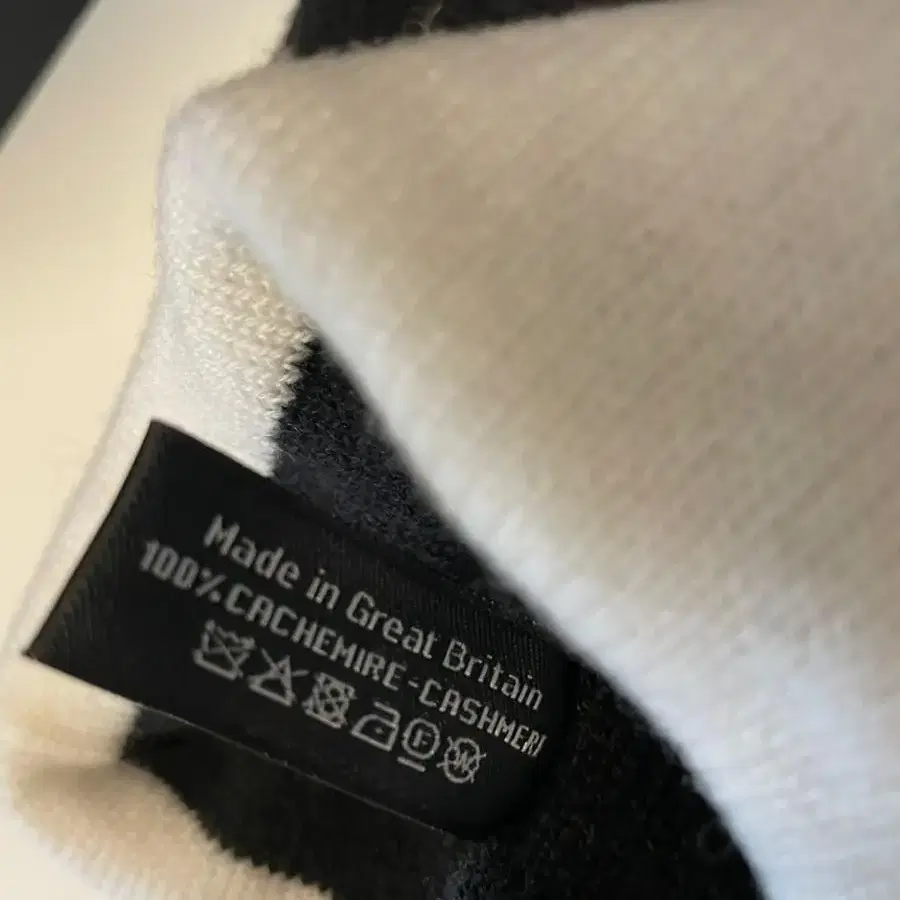 Made in Great Britain
100% CACHEMIRE-CASHMERE
F W